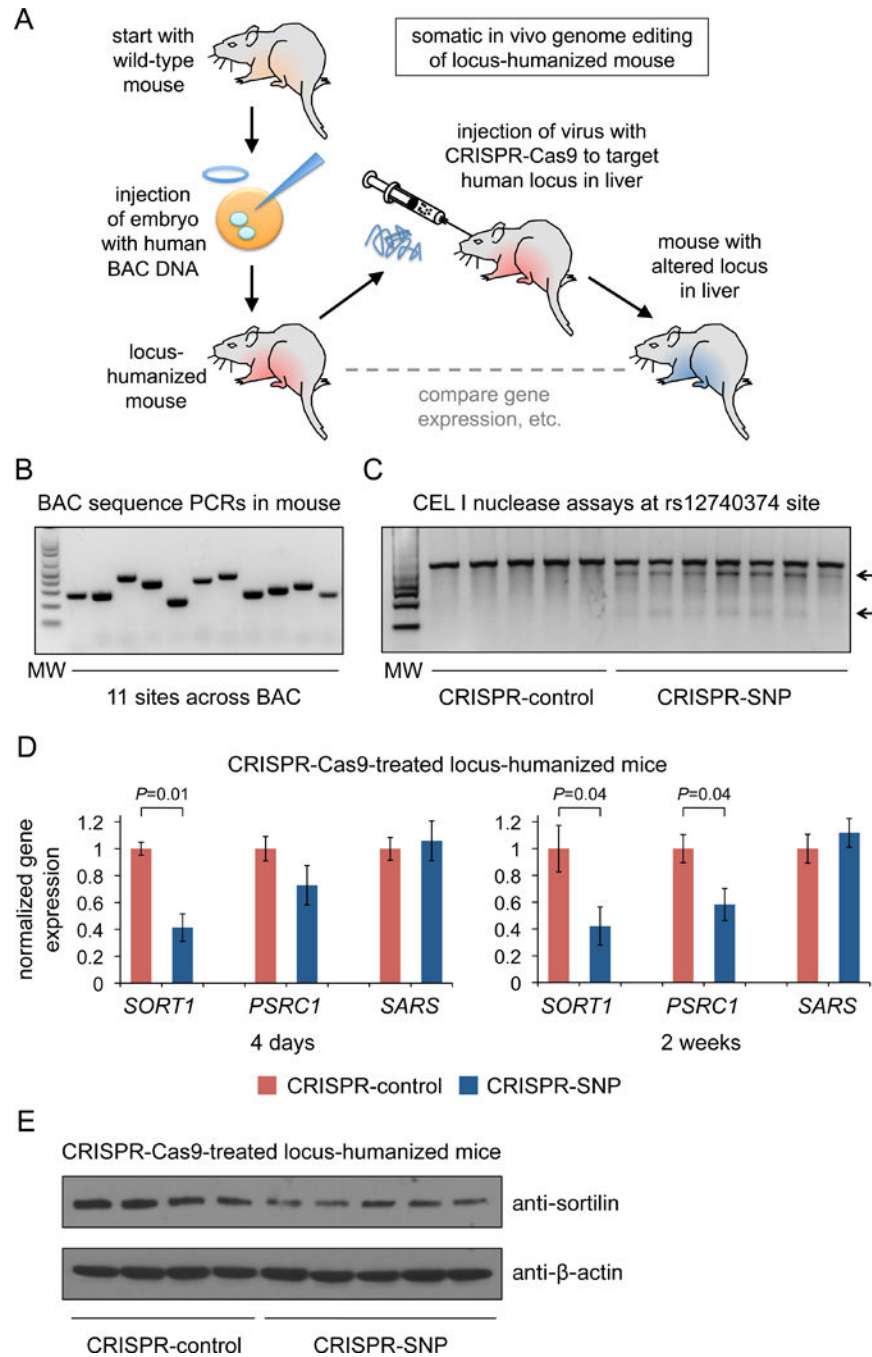 A
start with
wild-type
mouse
somatic in vivo genome editing
of locus-humanized mouse
injection
of embryo
with human
BAC DNA
injection of virus with
CRISPR-Cas9 to target
human locus in liver
mouse with
altered locus
in liver
locus-
humanized
mouse
compare gene
expression, etc.
B
BAC sequence PCRs in mouse
MW
11 sites across BAC
C
CEL I nuclease assays at rs12740374 site
MW
CRISPR-control
CRISPR-SNP
D
CRISPR-Cas9-treated locus-humanized mice
normalized gene
expression
P=0.01
1.2
1
0.8
0.6
0.4
0.2
0
SORT1
PSRC1
SARS
4 days
P=0.04
P=0.04
1.2
1
0.8
0.6
0.4
0.2
0
SORT1
PSRC1
SARS
2 weeks
CRISPR-control
CRISPR-SNP
E
CRISPR-Cas9-treated locus-humanized mice
anti-sortilin
anti-β-actin
CRISPR-control
CRISPR-SNP